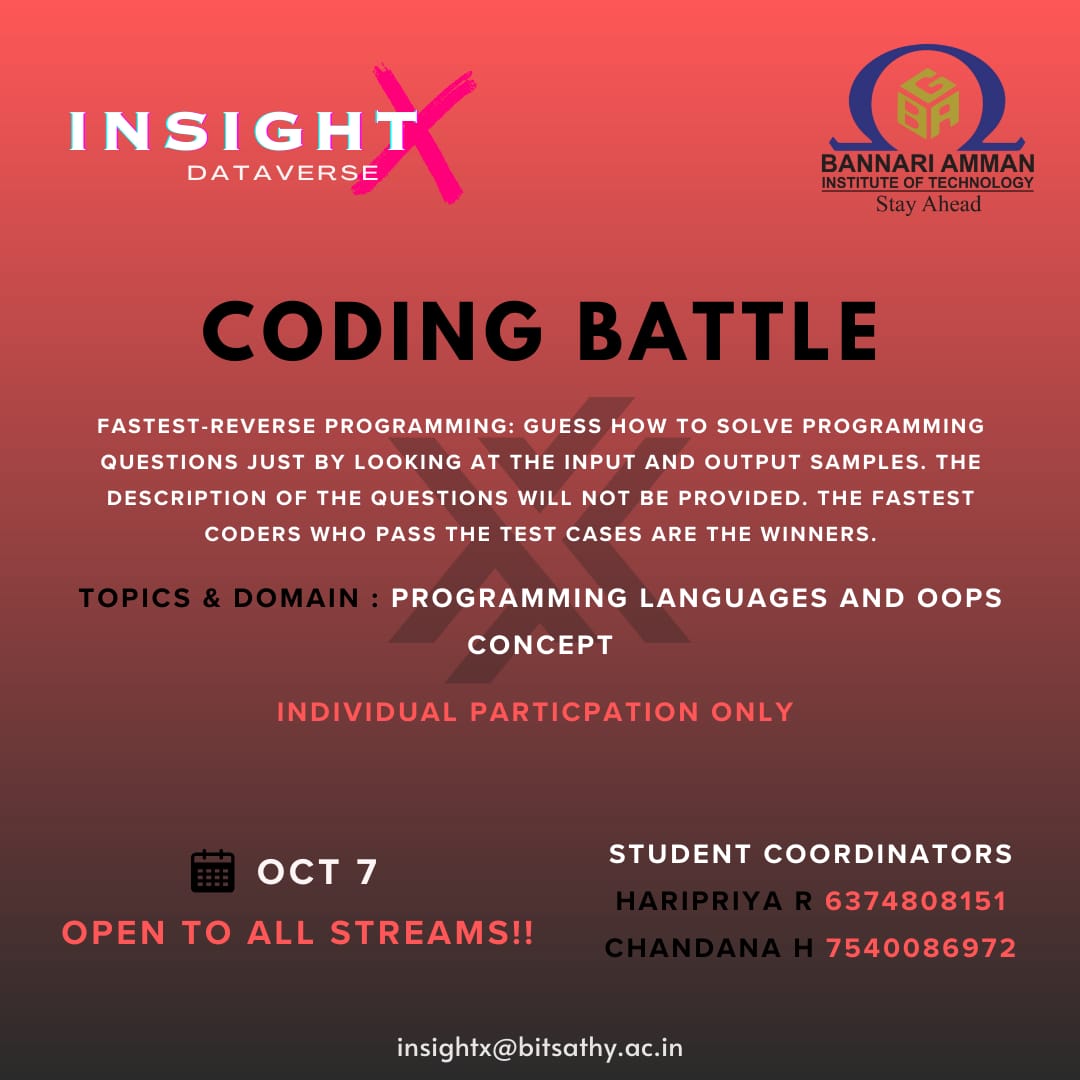 INSIGHTX
DATAVERSE
GBA
BANNARI AMMAN
INSTITUTE OF TECHNOLOGY
Stay Ahead
CODING BATTLE
FASTEST-REVERSE PROGRAMMING: GUESS HOW TO SOLVE PROGRAMMING
QUESTIONS JUST BY LOOKING AT THE INPUT AND OUTPUT SAMPLES. THE
DESCRIPTION OF THE QUESTIONS WILL NOT BE PROVIDED. THE FASTEST
CODERS WHO PASS THE TEST CASES ARE THE WINNERS.
TOPICS & DOMAIN : PROGRAMMING LANGUAGES AND OOPS
CONCEPT
INDIVIDUAL PARTICPATION ONLY
OCT 7
OPEN TO ALL STREAMS!!
STUDENT COORDINATORS
HARIPRIYA R 6374808151
CHANDANA H 7540086972
insightx@bitsathy.ac.in